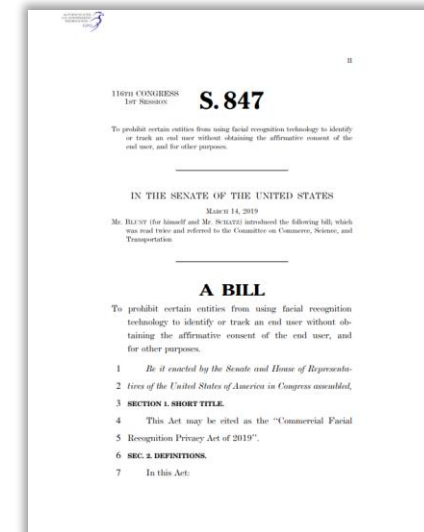 II
116TH CONGRESS
1ST SESSION
S. 847
To prohibit certain entities from using facial recognition technology to identify
or track an end user without obtaining the affirmative consent of the
end user, and for other purposes.
IN THE SENATE OF THE UNITED STATES
MARCH 14, 2019
Mr. BLUNT (for himself and Mr. SCHATZ) introduced the following bill; which
was read twice and referred to the Committee on Commerce, Science, and
Transportation
A BILL
To prohibit certain entities from using facial recognition
technology to identify or track an end user without ob-
taining the affirmative consent of the end user, and
for other purposes.
1 Be it enacted by the Senate and House of Representa-
2 tives of the United States of America in Congress assembled,
3 SECTION 1. SHORT TITLE.
4 This Act may be cited as the “Commercial Facial
5 Recognition Privacy Act of 2019”.
6 SEC. 2. DEFINITIONS.
7 In this Act: